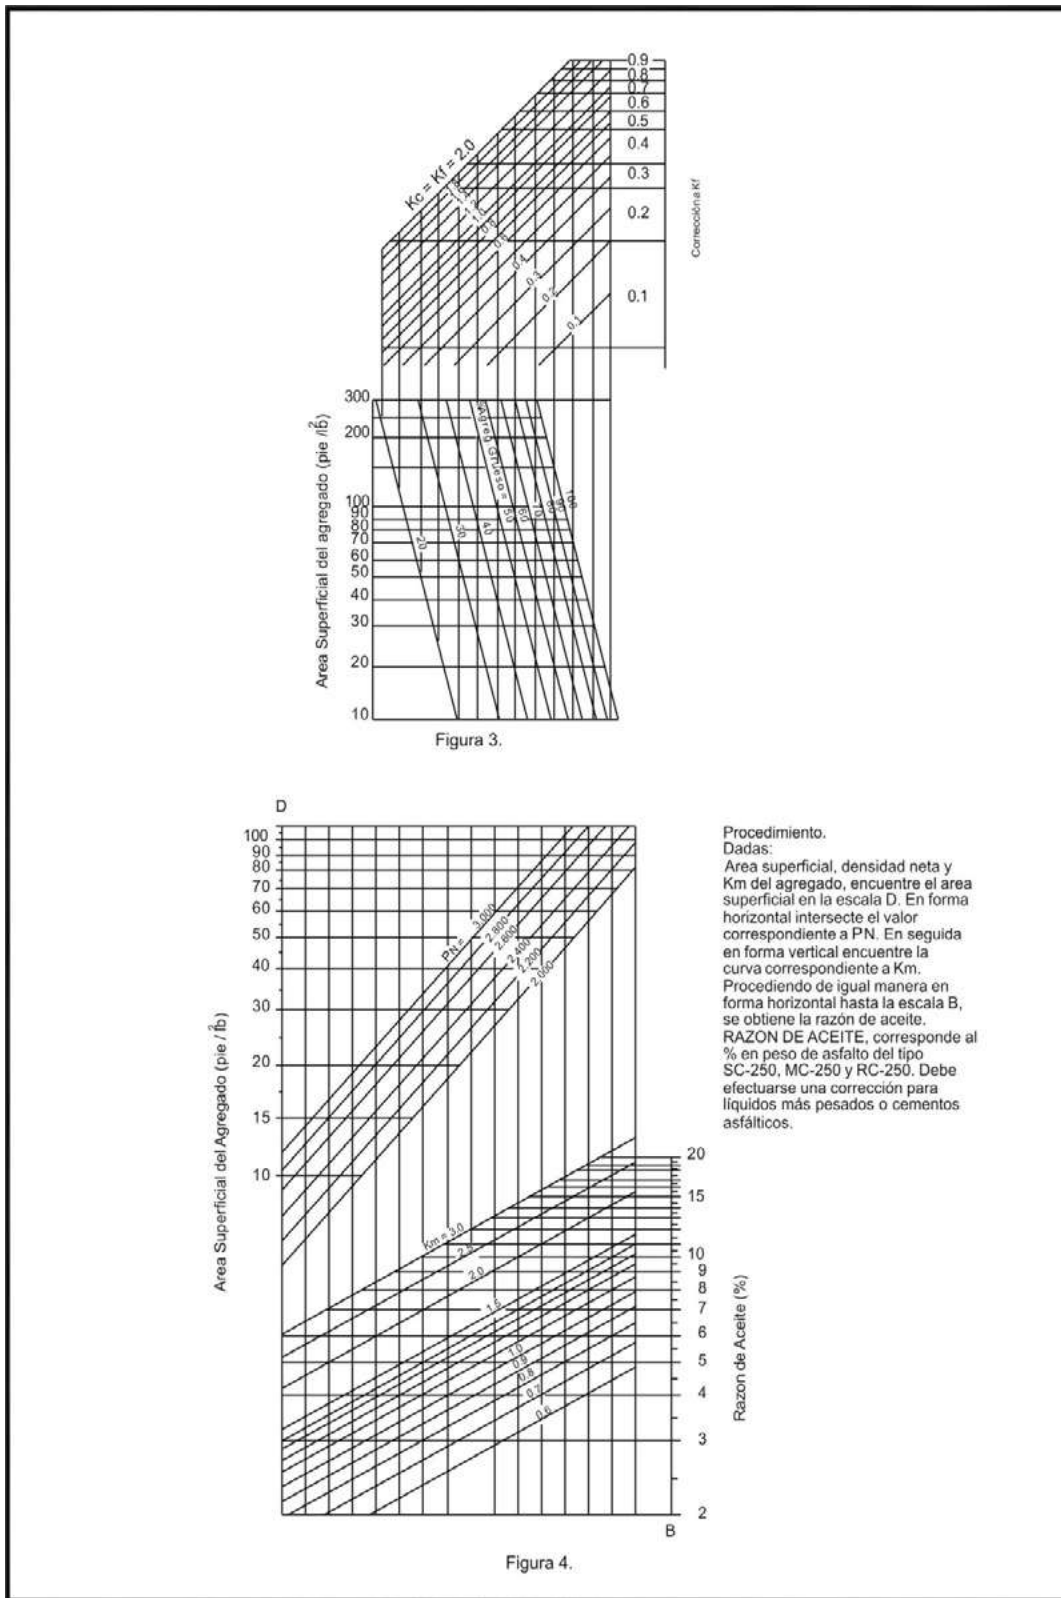 0.9
0.8
0.7
0.6
0.5
0.4
0.3
0.2
0.1
Corrección a Kf
Kc = Kf = 2.0
0.6
0.5
0.4
0.3
0.2
0.1
Area Superficial del agregado (pie²/lb)
300
200
100
90
80
70
60
50
40
30
20
10
% Agreg Grueso =
20
30
40
50
60
70
80
90
100
Figura 3.
D
Area Superficial del Agregado (pie²/lb)
100
90
80
70
60
50
40
30
20
15
10
PN = 3.000
2.800
2.600
2.400
2.200
2.000
Km = 3.0
2.5
2.0
1.5
1.0
0.9
0.8
0.7
0.6
20
15
10
9
8
7
6
5
4
3
2
Razon de Aceite (%)
B
Procedimiento.
Dadas:
Area superficial, densidad neta y
Km del agregado, encuentre el area
superficial en la escala D. En forma
horizontal intersecte el valor
correspondiente a PN. En seguida
en forma vertical encuentre la
curva correspondiente a Km.
Procediendo de igual manera en
forma horizontal hasta la escala B,
se obtiene la razón de aceite.
RAZON DE ACEITE, corresponde al
% en peso de asfalto del tipo
SC-250, MC-250 y RC-250. Debe
efectuarse una corrección para
líquidos más pesados o cementos
asfálticos.
Figura 4.